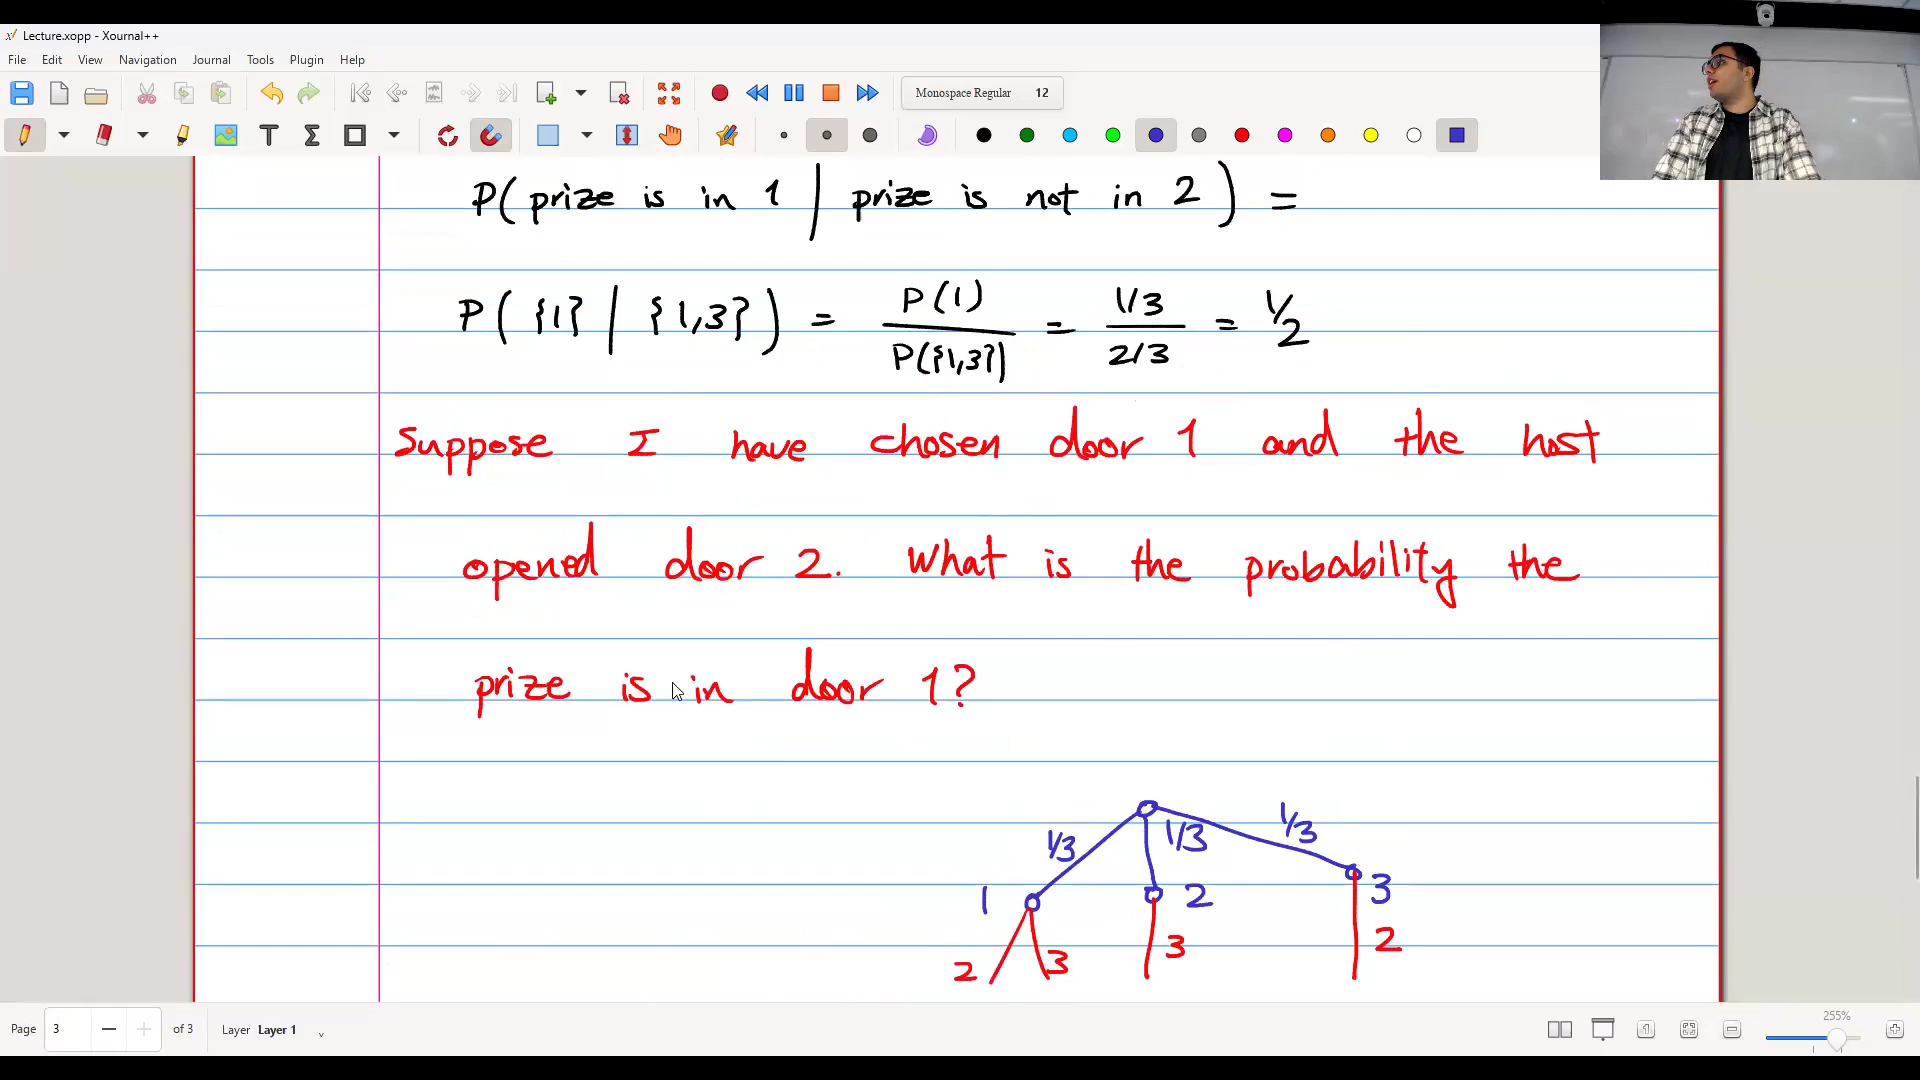 Lecture.xopp - Xournal++
File Edit View Navigation Journal Tools Plugin Help
Monospace Regular 12
P( prize is in 1 | prize is not in 2 ) =
P( {1} | {1,3} ) = P(1) / P({1,3}) = 1/3 / 2/3 = 1/2
Suppose I have chosen door 1 and the host
opened door 2. What is the probability the
prize is in door 1?
1/3 1/3 1/3
1 2 3
2 3 3 2
Page 3 of 3 Layer Layer 1 255%